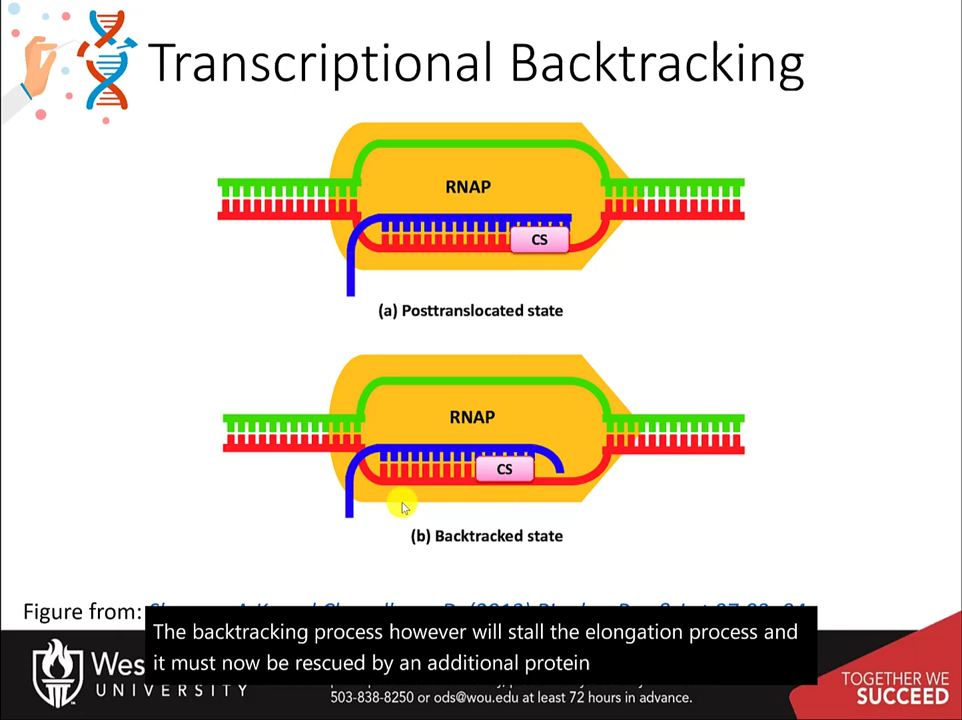 Transcriptional Backtracking
RNAP
CS
(a) Posttranslocated state
RNAP
CS
(b) Backtracked state
Figure from:
The backtracking process however will stall the elongation process and
it must now be rescued by an additional protein
Wes
UNIVERSITY
503-838-8250 or ods@wou.edu at least 72 hours in advance.
TOGETHER WE
SUCCEED